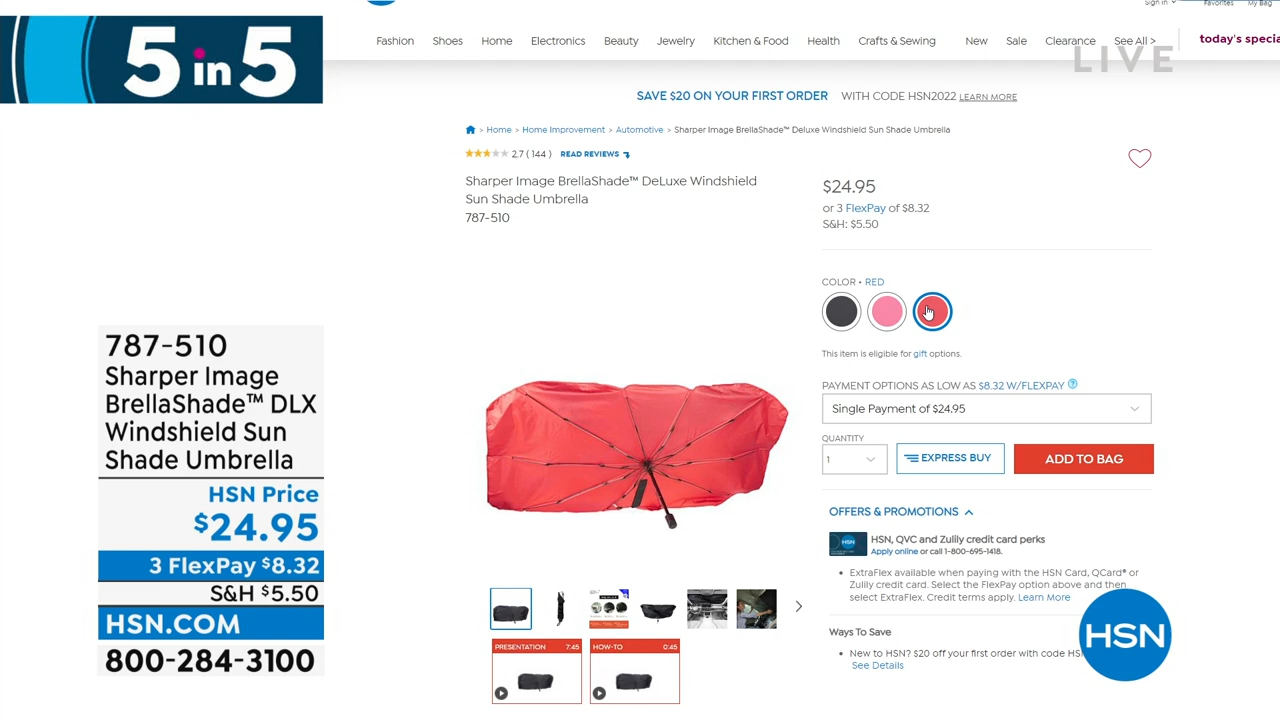 5 in 5
Sign in
Favorites
My Bag
Fashion
Shoes
Home
Electronics
Beauty
Jewelry
Kitchen & Food
Health
Crafts & Sewing
New
Sale
Clearance
See All >
today's specia
LIVE
SAVE $20 ON YOUR FIRST ORDER WITH CODE HSN2022 LEARN MORE
> Home > Home Improvement > Automotive > Sharper Image BrellaShade™ Deluxe Windshield Sun Shade Umbrella
2.7 ( 144 ) READ REVIEWS
Sharper Image BrellaShade™ DeLuxe Windshield
Sun Shade Umbrella
787-510
$24.95
or 3 FlexPay of $8.32
S&H: $5.50
COLOR • RED
This item is eligible for gift options.
PAYMENT OPTIONS AS LOW AS $8.32 W/FLEXPAY ?
Single Payment of $24.95
QUANTITY
1
EXPRESS BUY
ADD TO BAG
OFFERS & PROMOTIONS
HSN
HSN, QVC and Zulily credit card perks
Apply online or call 1-800-695-1418.
• ExtraFlex available when paying with the HSN Card, QCard® or
Zulily credit card. Select the FlexPay option above and then
select ExtraFlex. Credit terms apply. Learn More
Ways To Save
• New to HSN? $20 off your first order with code HS
See Details
PRESENTATION 7:45
HOW-TO 0:45
787-510
Sharper Image
BrellaShade™ DLX
Windshield Sun
Shade Umbrella
HSN Price
$24.95
3 FlexPay $8.32
S&H $5.50
HSN.COM
800-284-3100
HSN